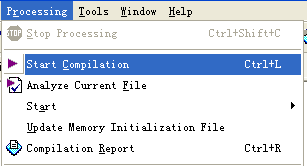 Processing Tools Window Help
STOP Stop Processing Ctrl+Shift+C
Start Compilation Ctrl+L
Analyze Current File
Start
Update Memory Initialization File
Compilation Report Ctrl+R